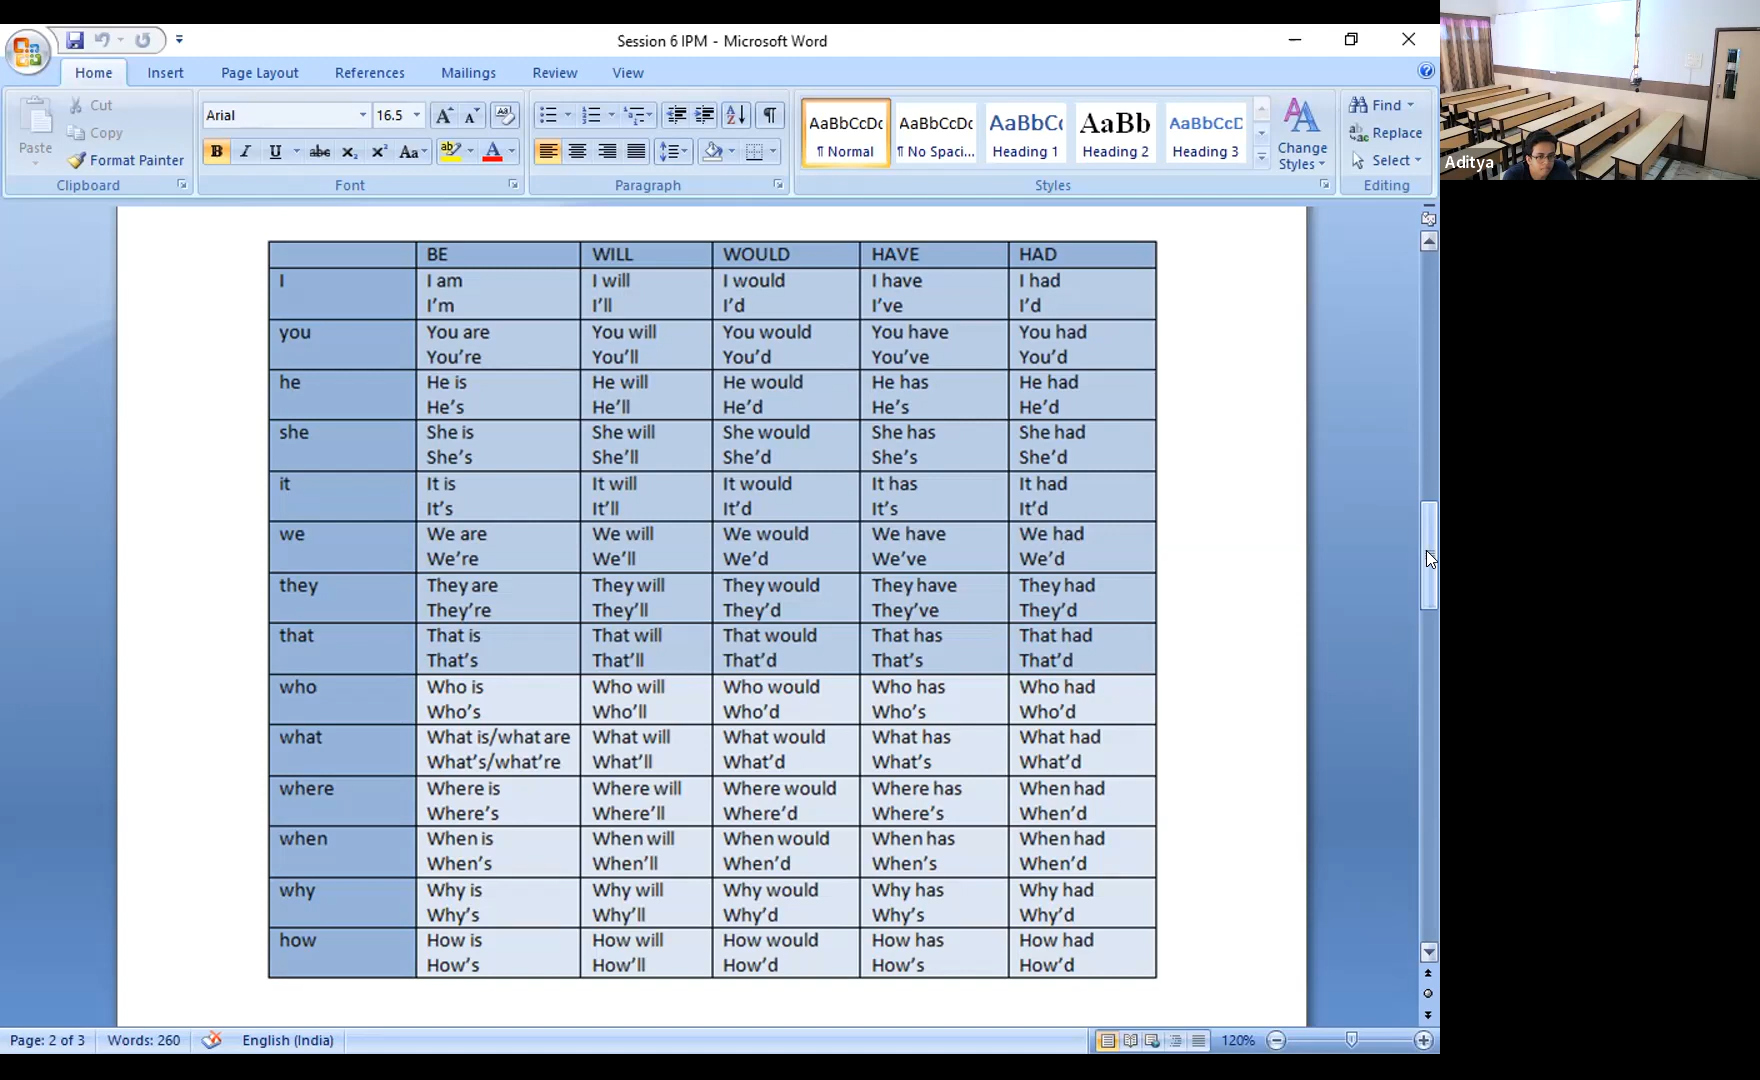 Session 6 IPM - Microsoft Word
Home Insert Page Layout References Mailings Review View
Cut
Copy
Paste
Format Painter
Clipboard
Arial 16.5
B I U abc x₂ x² Aa ab A
Font
Paragraph
AaBbCcDc AaBbCcDc AaBbCc AaBb AaBbCcD
¶ Normal ¶ No Spaci... Heading 1 Heading 2 Heading 3
Change
Styles
Styles
Find
Replace
Select
Editing
Aditya
BE WILL WOULD HAVE HAD
I I am I will I would I have I had
I'm I'll I'd I've I'd
you You are You will You would You have You had
You're You'll You'd You've You'd
he He is He will He would He has He had
He's He'll He'd He's He'd
she She is She will She would She has She had
She's She'll She'd She's She'd
it It is It will It would It has It had
It's It'll It'd It's It'd
we We are We will We would We have We had
We're We'll We'd We've We'd
they They are They will They would They have They had
They're They'll They'd They've They'd
that That is That will That would That has That had
That's That'll That'd That's That'd
who Who is Who will Who would Who has Who had
Who's Who'll Who'd Who's Who'd
what What is/what are What will What would What has What had
What's/what're What'll What'd What's What'd
where Where is Where will Where would Where has When had
Where's Where'll Where'd Where's When'd
when When is When will When would When has When had
When's When'll When'd When's When'd
why Why is Why will Why would Why has Why had
Why's Why'll Why'd Why's Why'd
how How is How will How would How has How had
How's How'll How'd How's How'd
Page: 2 of 3 Words: 260 English (India) 120%